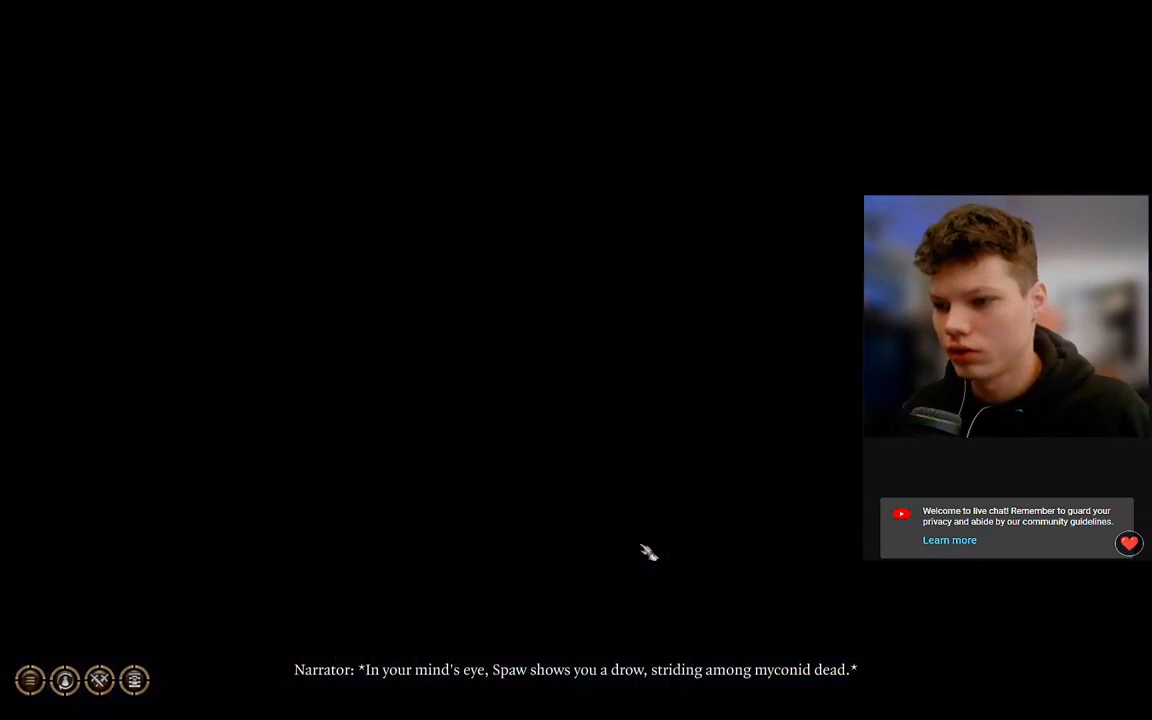 Welcome to live chat! Remember to guard your
privacy and abide by our community guidelines.
Learn more
Narrator: *In your mind's eye, Spaw shows you a drow, striding among myconid dead.*